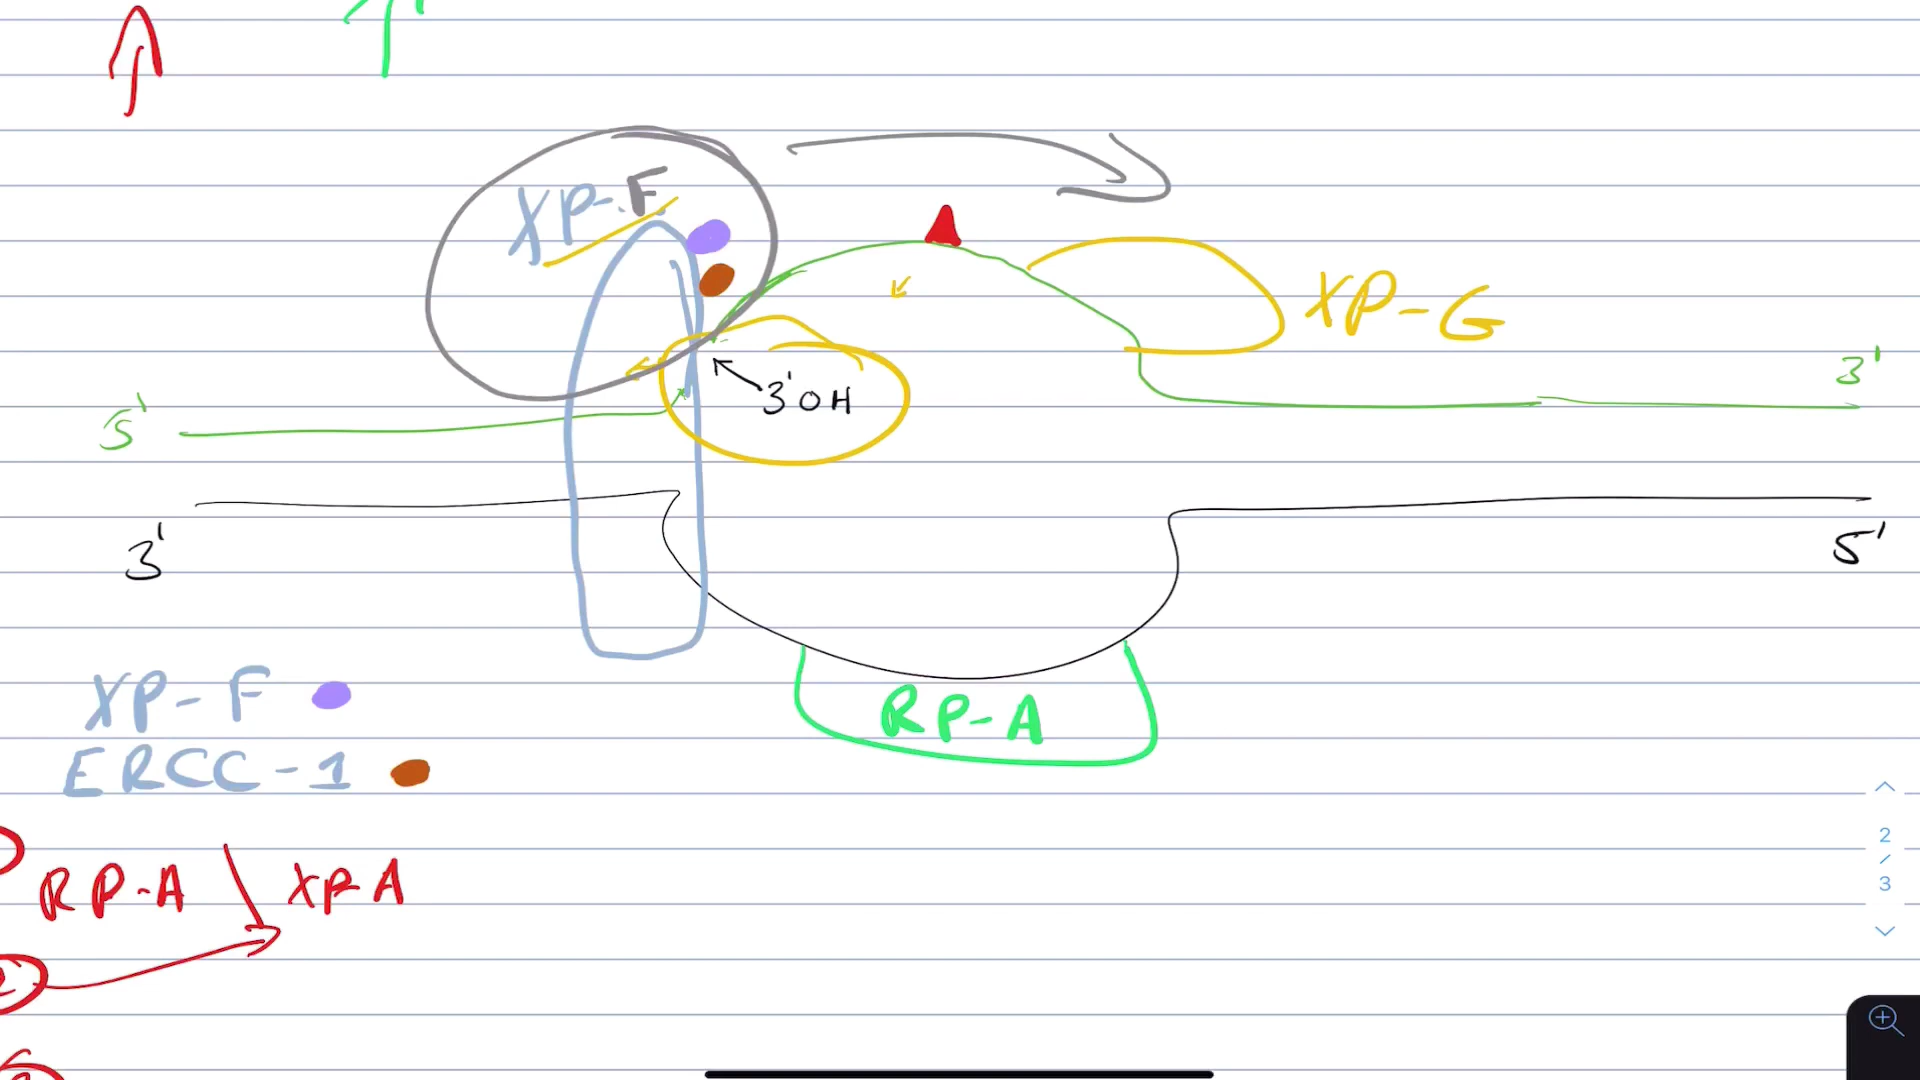 XP-F
XP-G
3'
3'OH
5'
3'
5'
RP-A
XP-F
ERCC-1
RP-A \ XPA
2
/
3